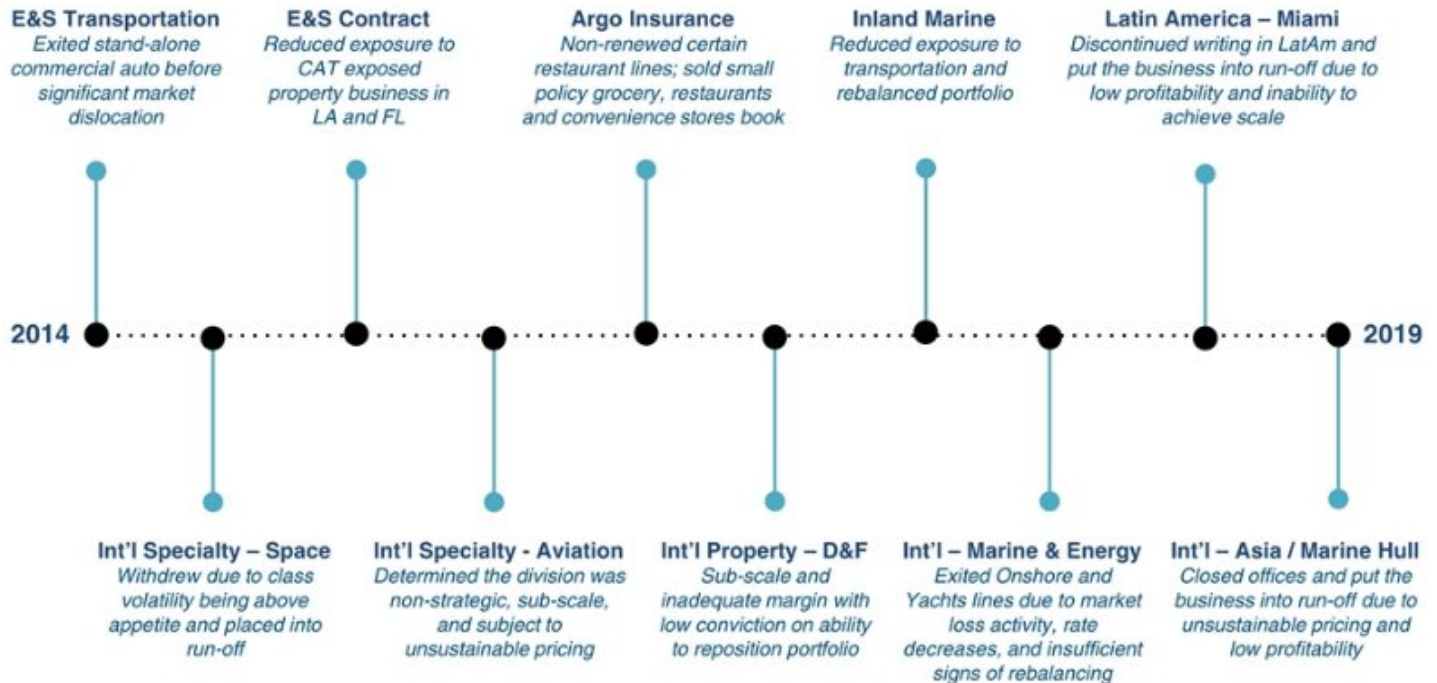 E&S Transportation
Exited stand-alone
commercial auto before
significant market
dislocation
E&S Contract
Reduced exposure to
CAT exposed
property business in
LA and FL
Argo Insurance
Non-renewed certain
restaurant lines; sold small
policy grocery, restaurants
and convenience stores book
Inland Marine
Reduced exposure to
transportation and
rebalanced portfolio
Latin America – Miami
Discontinued writing in LatAm and
put the business into run-off due to
low profitability and inability to
achieve scale
2014
2019
Int'l Specialty – Space
Withdrew due to class
volatility being above
appetite and placed into
run-off
Int'l Specialty - Aviation
Determined the division was
non-strategic, sub-scale,
and subject to
unsustainable pricing
Int'l Property – D&F
Sub-scale and
inadequate margin with
low conviction on ability
to reposition portfolio
Int'l – Marine & Energy
Exited Onshore and
Yachts lines due to market
loss activity, rate
decreases, and insufficient
signs of rebalancing
Int'l – Asia / Marine Hull
Closed offices and put the
business into run-off due to
unsustainable pricing and
low profitability